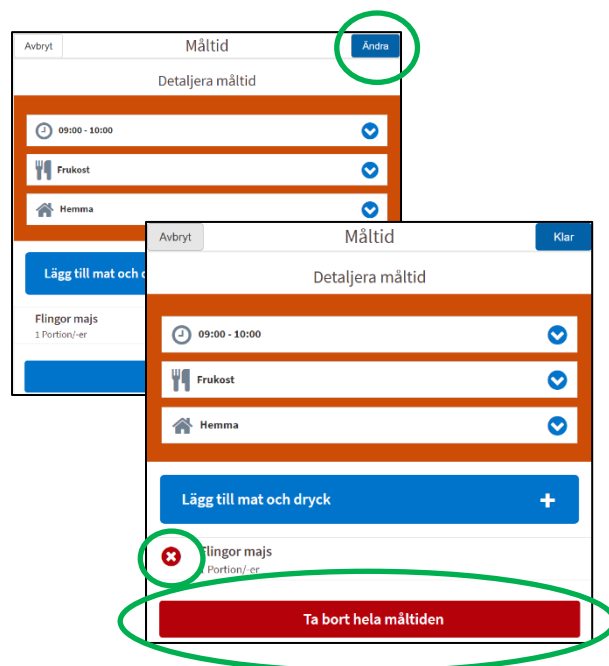 Avbryt Måltid Ändra
Detaljera måltid
09:00 - 10:00
Frukost
Hemma
Lägg till mat och
Flingor majs
1 Portion/-er
Avbryt Måltid Klar
Detaljera måltid
09:00 - 10:00
Frukost
Hemma
Lägg till mat och dryck +
Flingor majs
1 Portion/-er
Ta bort hela måltiden